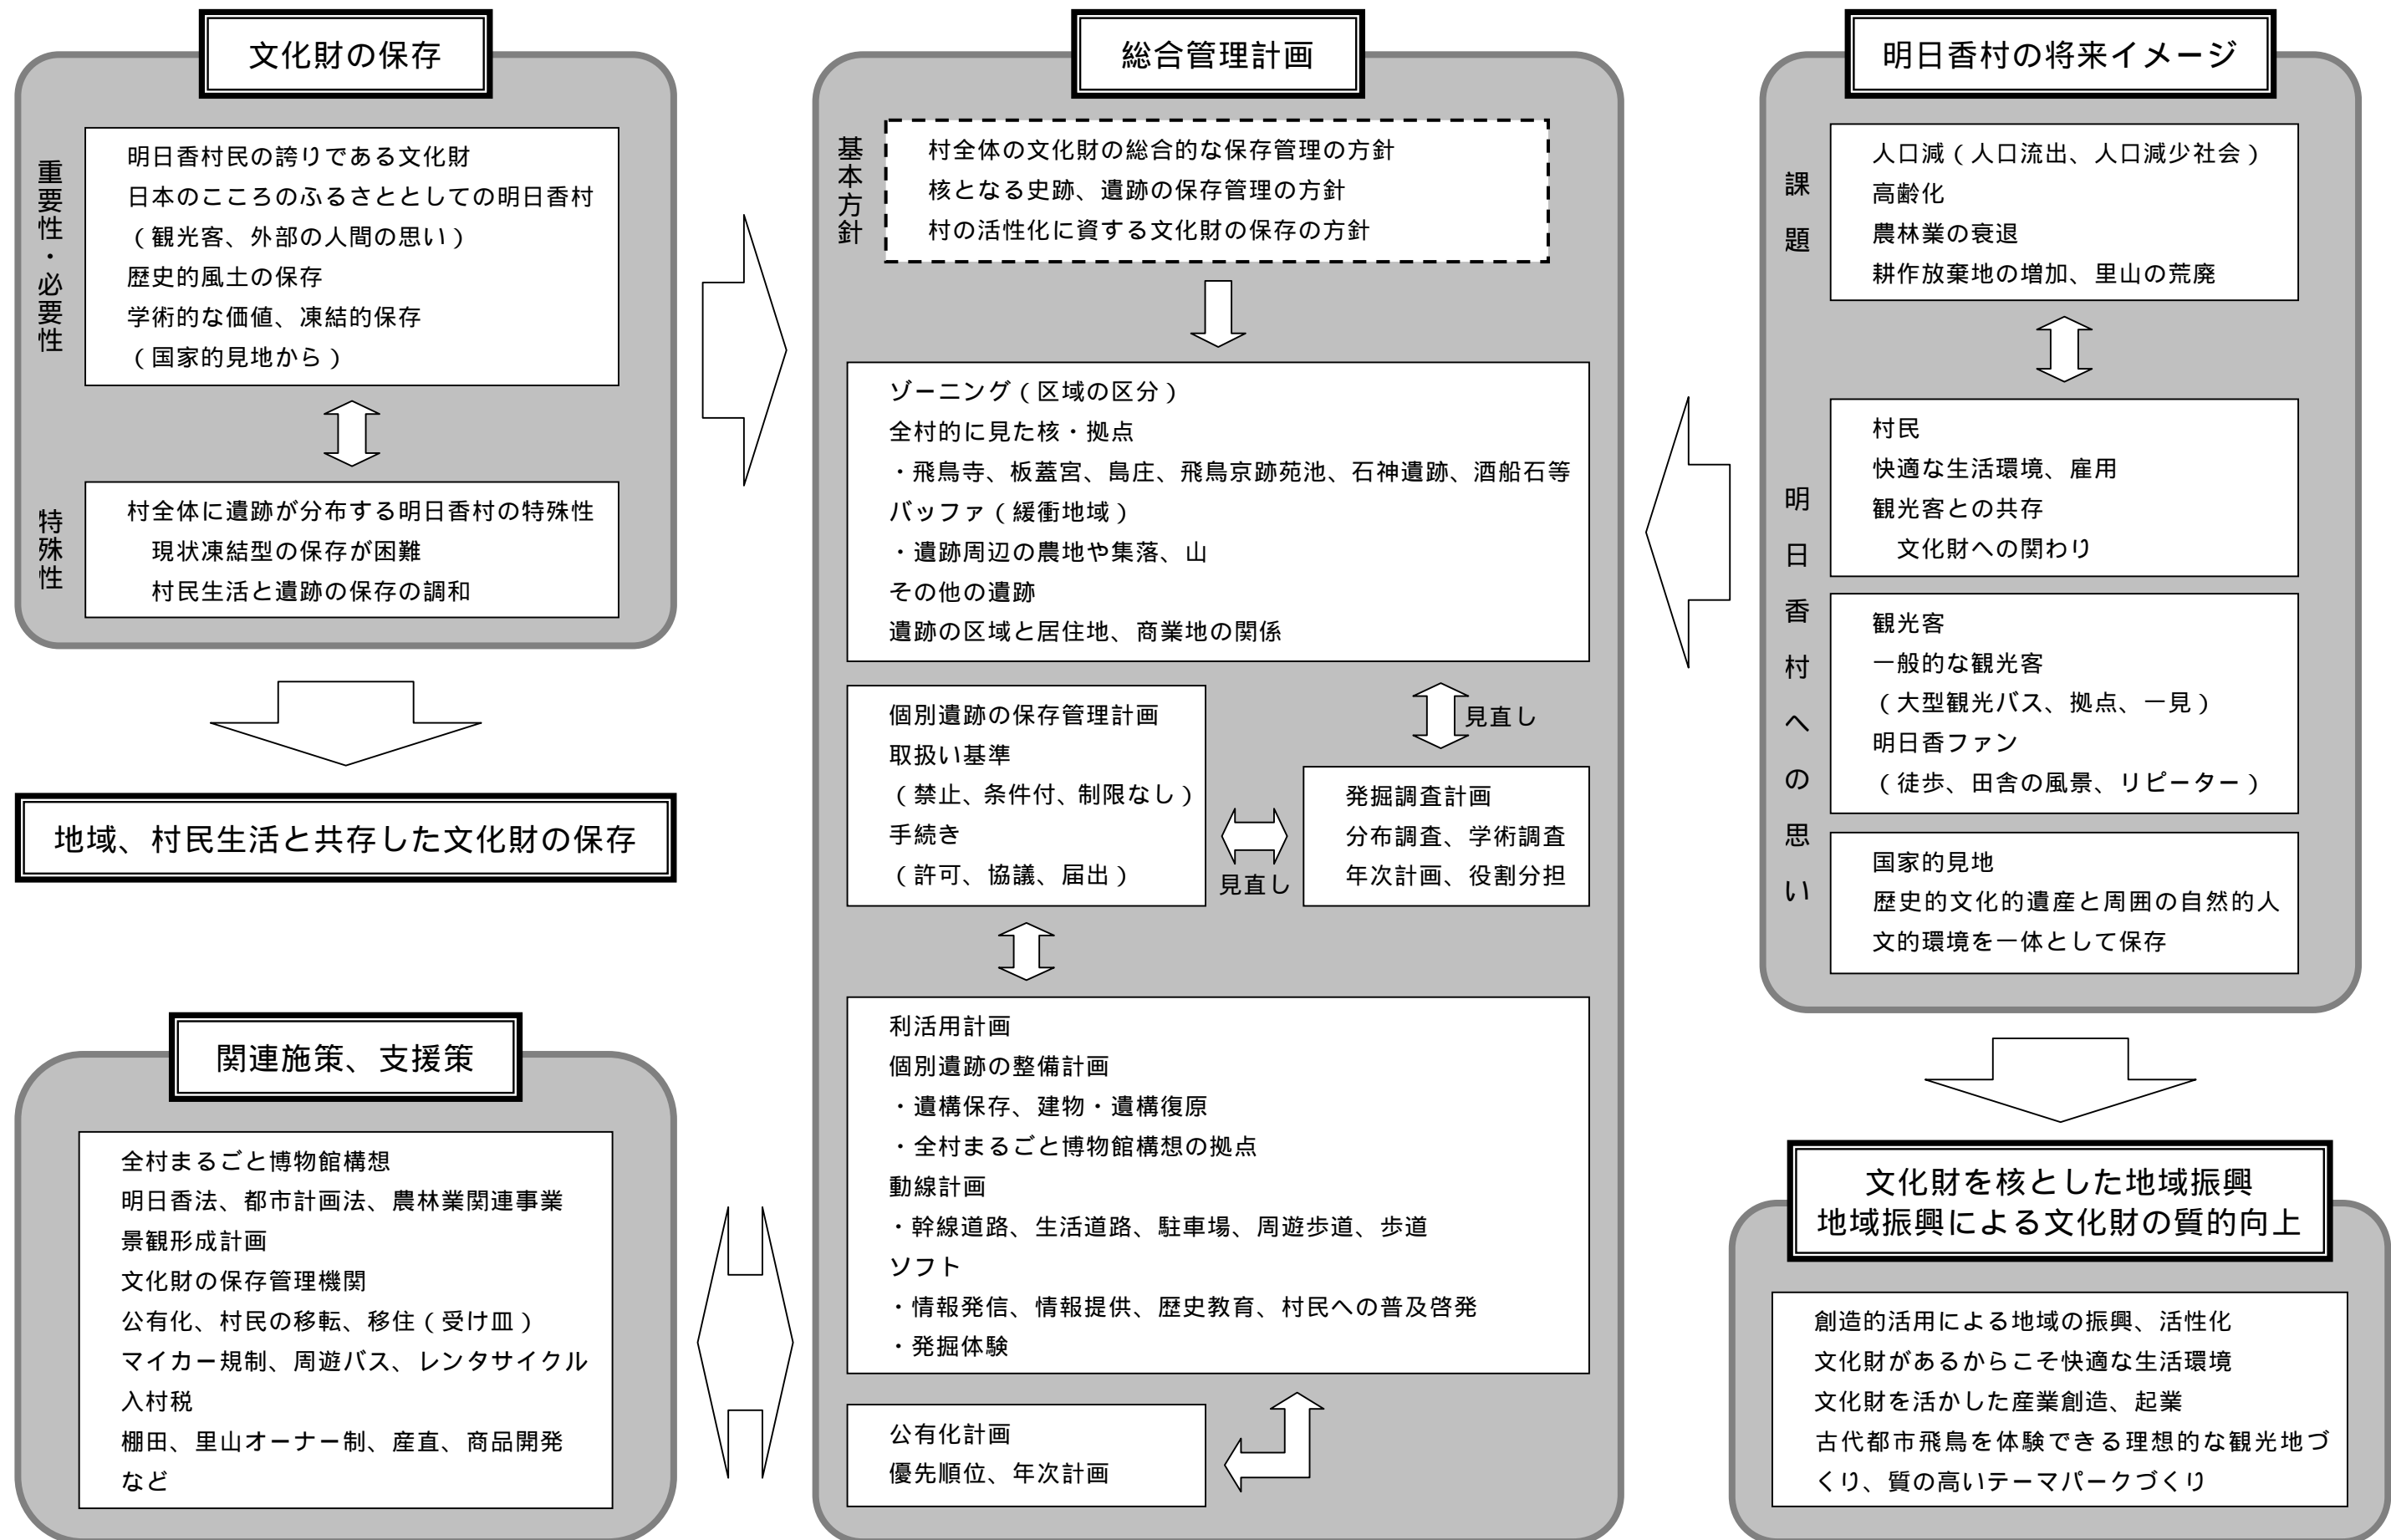 文化財の保存
重要性・必要性
明日香村民の誇りである文化財
日本のこころのふるさととしての明日香村
（観光客、外部の人間の思い）
歴史的風土の保存
学術的な価値、凍結的保存
（国家的見地から）
特殊性
村全体に遺跡が分布する明日香村の特殊性
現状凍結型の保存が困難
村民生活と遺跡の保存の調和
地域、村民生活と共存した文化財の保存
関連施策、支援策
全村まるごと博物館構想
明日香法、都市計画法、農林業関連事業
景観形成計画
文化財の保存管理機関
公有化、村民の移転、移住（受け皿）
マイカー規制、周遊バス、レンタサイクル
入村税
棚田、里山オーナー制、産直、商品開発
など
総合管理計画
基本方針
村全体の文化財の総合的な保存管理の方針
核となる史跡、遺跡の保存管理の方針
村の活性化に資する文化財の保存の方針
ゾーニング（区域の区分）
全村的に見た核・拠点
・飛鳥寺、板蓋宮、島庄、飛鳥京跡苑池、石神遺跡、酒船石等
バッファ（緩衝地域）
・遺跡周辺の農地や集落、山
その他の遺跡
遺跡の区域と居住地、商業地の関係
見直し
個別遺跡の保存管理計画
取扱い基準
（禁止、条件付、制限なし）
手続き
（許可、協議、届出）
見直し
発掘調査計画
分布調査、学術調査
年次計画、役割分担
利活用計画
個別遺跡の整備計画
・遺構保存、建物・遺構復原
・全村まるごと博物館構想の拠点
動線計画
・幹線道路、生活道路、駐車場、周遊歩道、歩道
ソフト
・情報発信、情報提供、歴史教育、村民への普及啓発
・発掘体験
公有化計画
優先順位、年次計画
明日香村の将来イメージ
課題
人口減（人口流出、人口減少社会）
高齢化
農林業の衰退
耕作放棄地の増加、里山の荒廃
明日香村への思い
村民
快適な生活環境、雇用
観光客との共存
文化財への関わり
観光客
一般的な観光客
（大型観光バス、拠点、一見）
明日香ファン
（徒歩、田舎の風景、リピーター）
国家的見地
歴史的文化的遺産と周囲の自然的人
文的環境を一体として保存
文化財を核とした地域振興
地域振興による文化財の質的向上
創造的活用による地域の振興、活性化
文化財があるからこそ快適な生活環境
文化財を活かした産業創造、起業
古代都市飛鳥を体験できる理想的な観光地づ
くり、質の高いテーマパークづくり